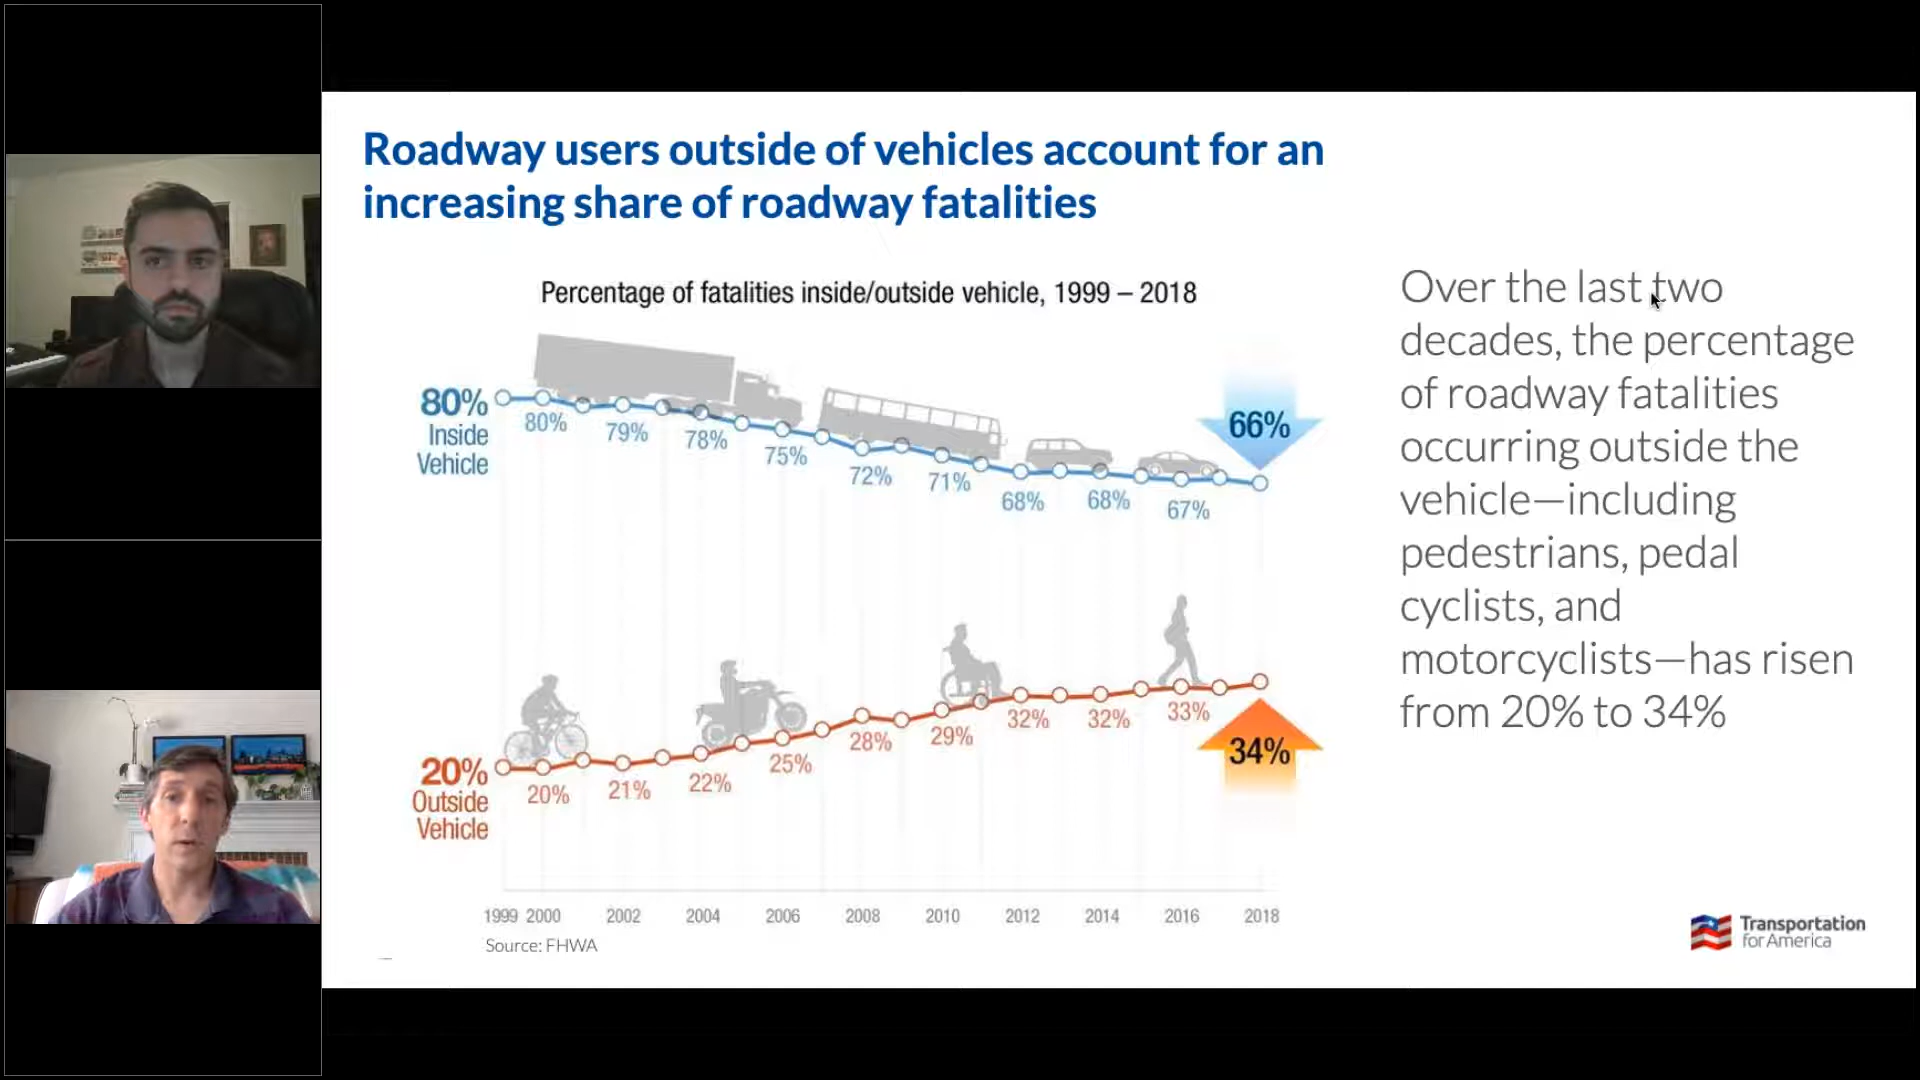 Roadway users outside of vehicles account for an
increasing share of roadway fatalities
Percentage of fatalities inside/outside vehicle, 1999 – 2018
80%
Inside
Vehicle
80%
79%
78%
75%
72%
71%
68%
68%
67%
66%
20%
Outside
Vehicle
20%
21%
22%
25%
28%
29%
32%
32%
33%
34%
1999 2000 2002 2004 2006 2008 2010 2012 2014 2016 2018
Source: FHWA
Over the last two
decades, the percentage
of roadway fatalities
occurring outside the
vehicle—including
pedestrians, pedal
cyclists, and
motorcyclists—has risen
from 20% to 34%
Transportation
for America